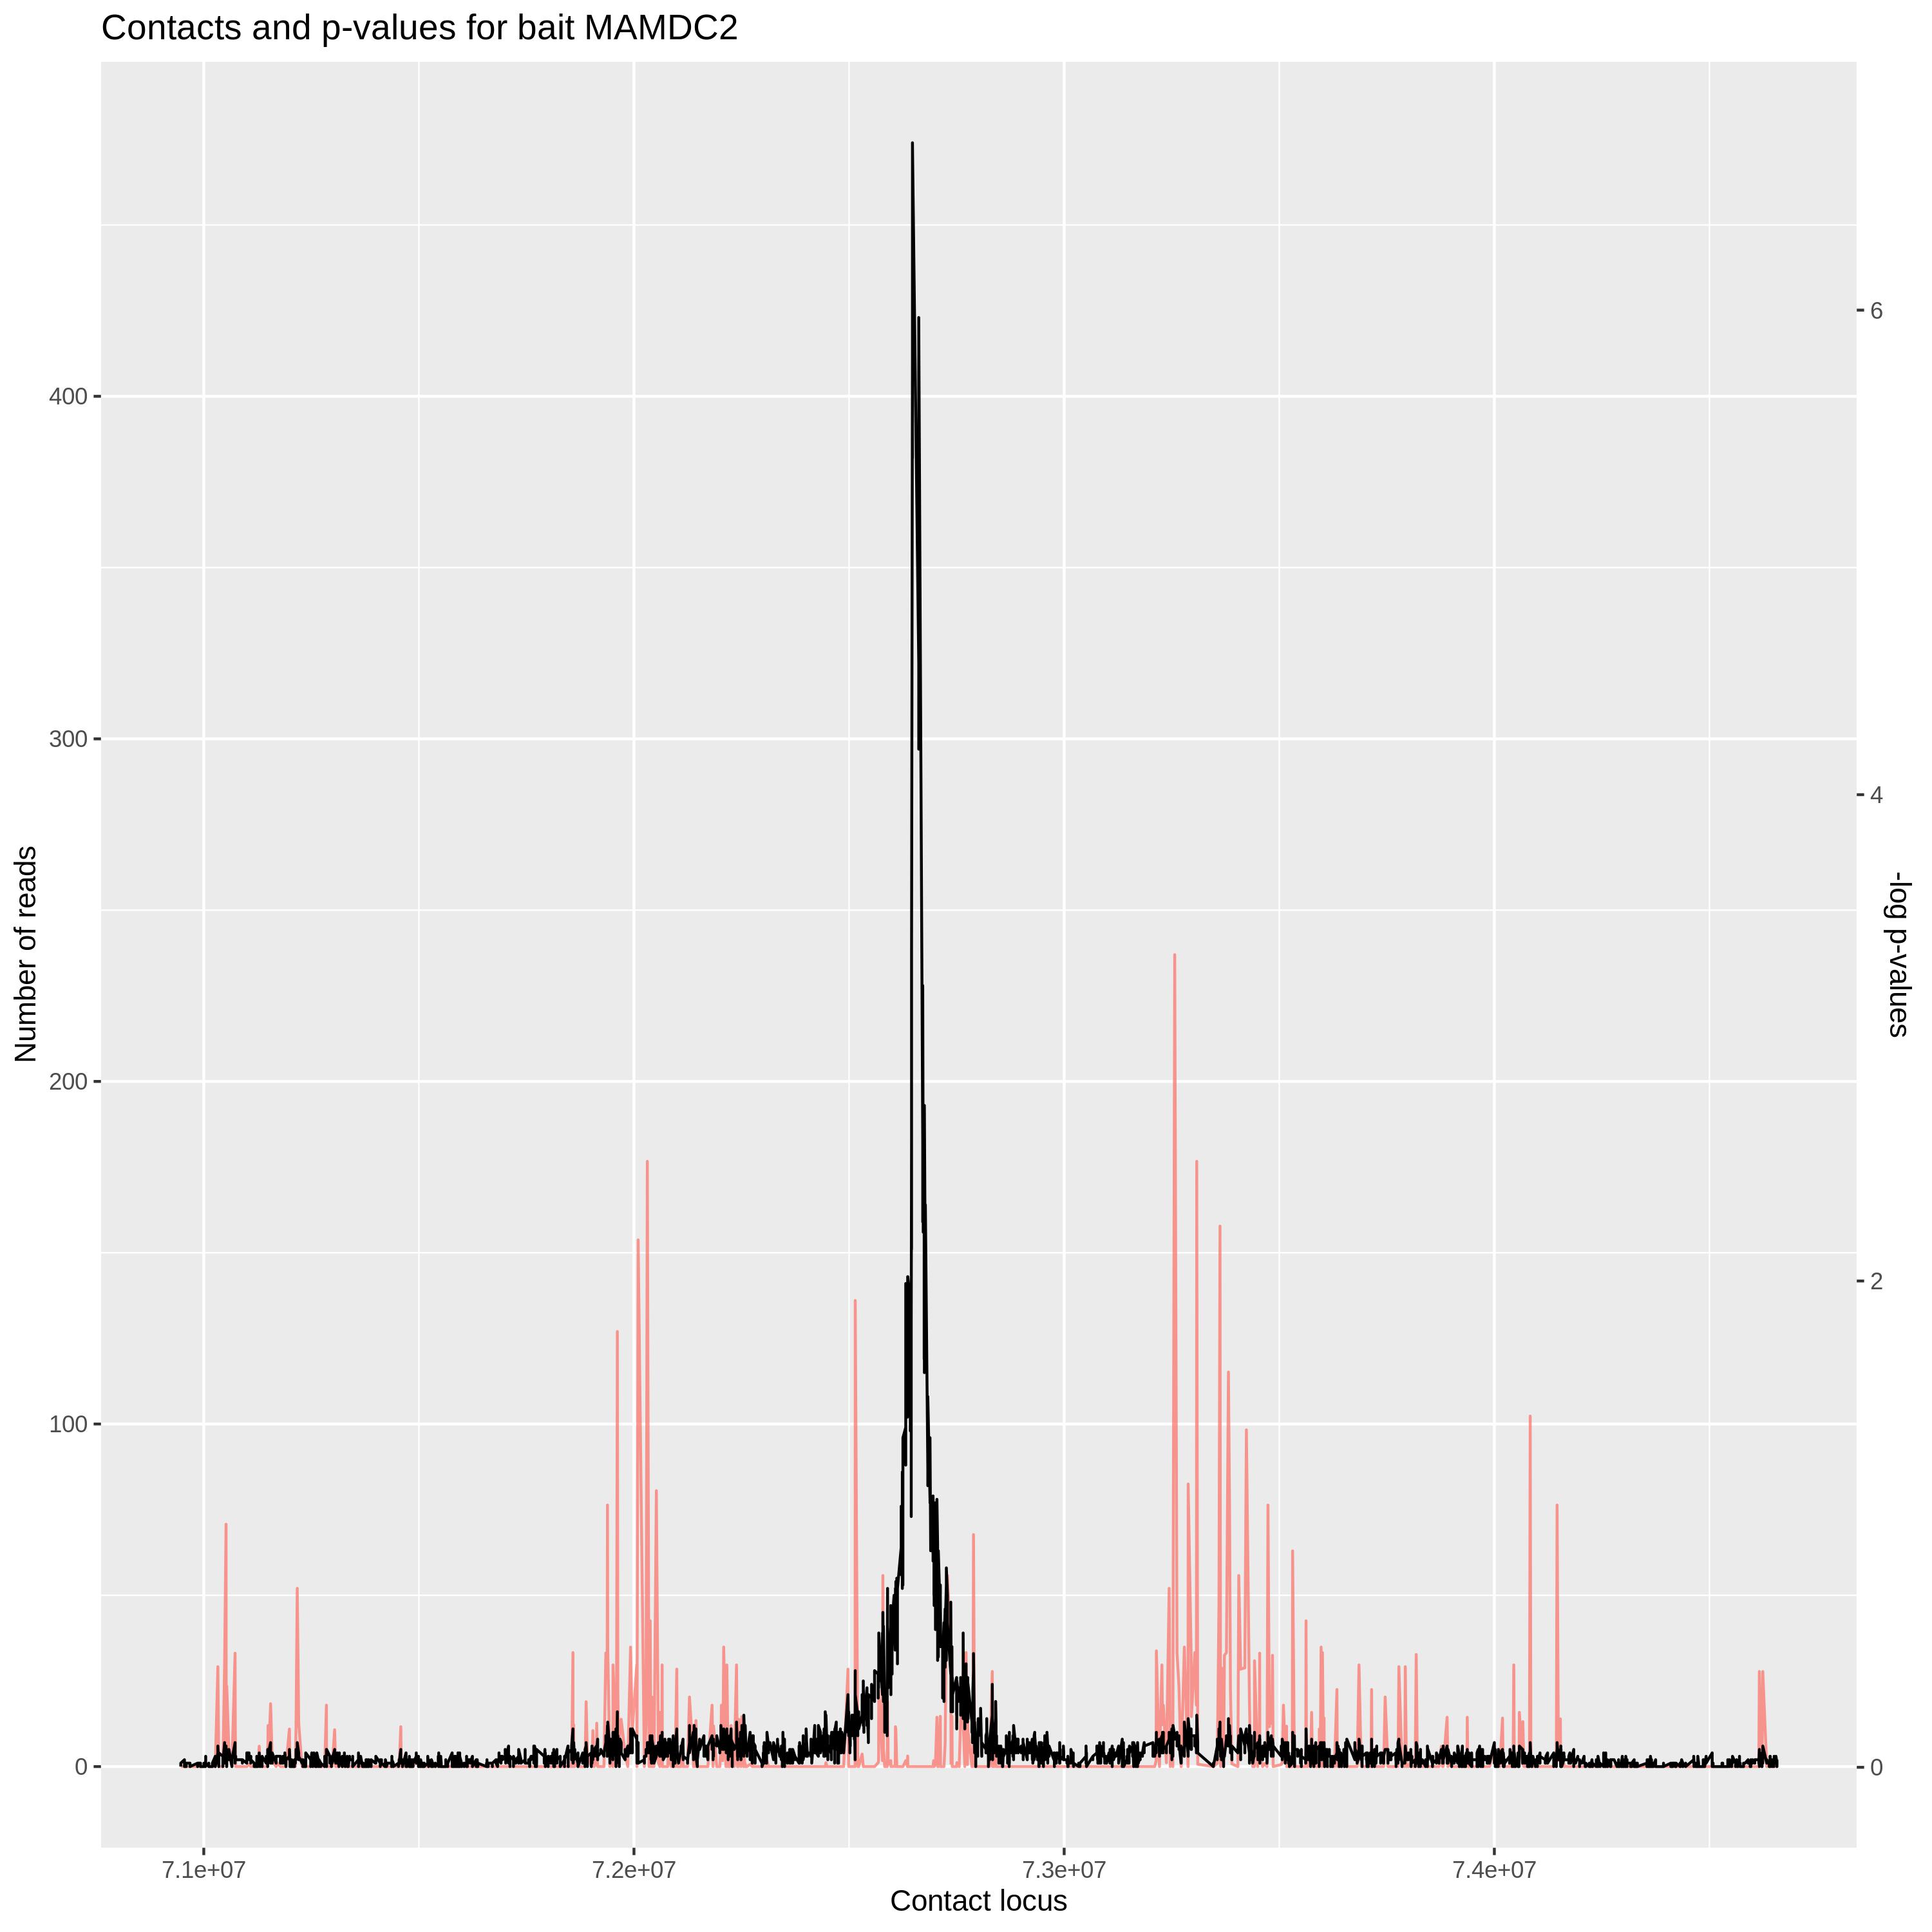 Contacts and p-values for bait MAMDC2
Number of reads
400
300
200
100
0
6
4
2
0
-log p-values
7.1e+07
7.2e+07
7.3e+07
7.4e+07
Contact locus